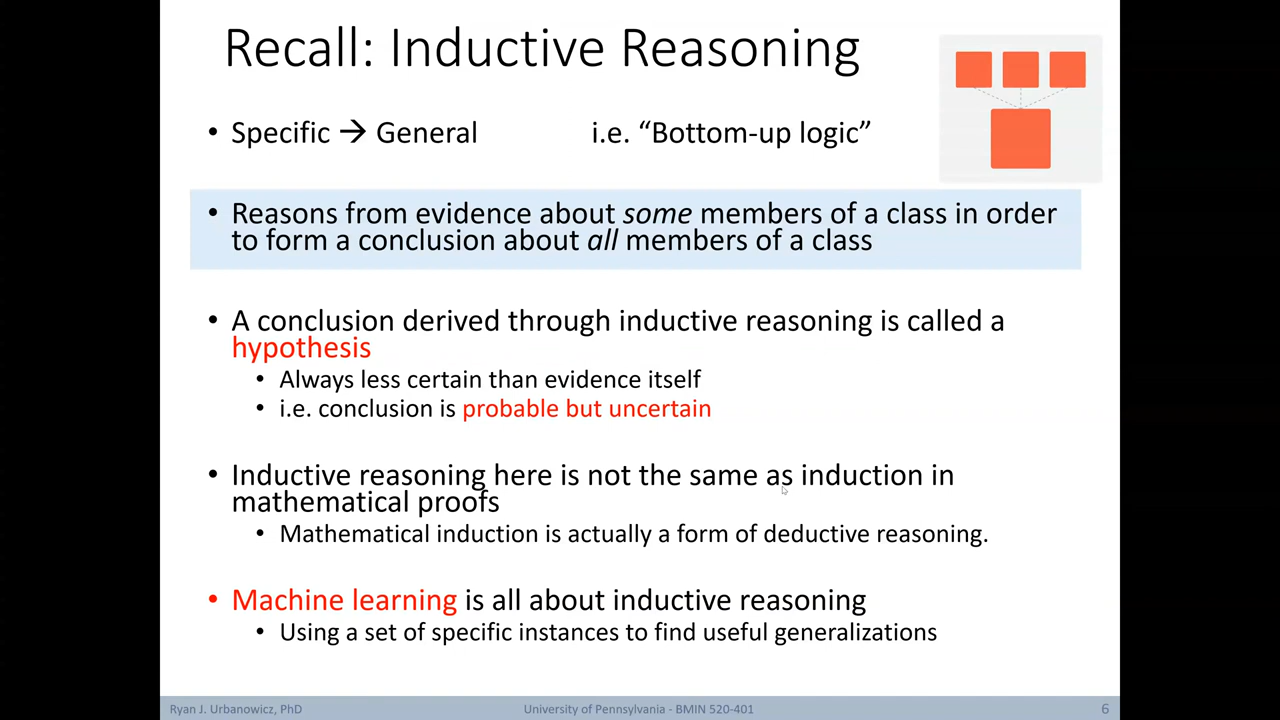 Recall: Inductive Reasoning
• Specific → General i.e. “Bottom-up logic”
• Reasons from evidence about some members of a class in order
to form a conclusion about all members of a class
• A conclusion derived through inductive reasoning is called a
hypothesis
• Always less certain than evidence itself
• i.e. conclusion is probable but uncertain
• Inductive reasoning here is not the same as induction in
mathematical proofs
• Mathematical induction is actually a form of deductive reasoning.
• Machine learning is all about inductive reasoning
• Using a set of specific instances to find useful generalizations
Ryan J. Urbanowicz, PhD University of Pennsylvania - BMIN 520-401 6